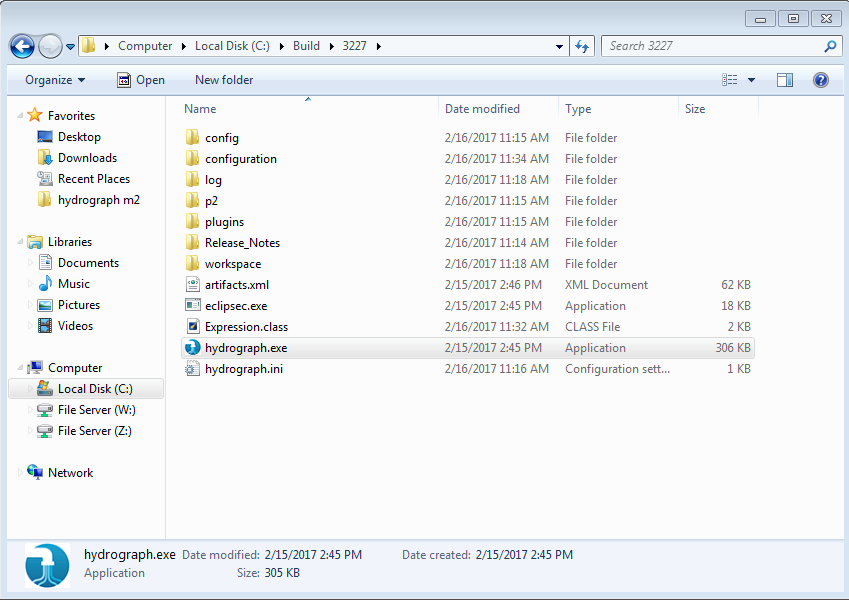 Computer Local Disk (C:) Build 3227 Search 3227
Organize Open New folder
Name Date modified Type Size
Favorites
Desktop
Downloads
Recent Places
hydrograph m2
Libraries
Documents
Music
Pictures
Videos
Computer
Local Disk (C:)
File Server (W:)
File Server (Z:)
Network
config 2/16/2017 11:15 AM File folder
configuration 2/16/2017 11:34 AM File folder
log 2/16/2017 11:18 AM File folder
p2 2/16/2017 11:15 AM File folder
plugins 2/16/2017 11:15 AM File folder
Release_Notes 2/16/2017 11:14 AM File folder
workspace 2/16/2017 11:18 AM File folder
artifacts.xml 2/15/2017 2:46 PM XML Document 62 KB
eclipsec.exe 2/15/2017 2:45 PM Application 18 KB
Expression.class 2/16/2017 11:32 AM CLASS File 2 KB
hydrograph.exe 2/15/2017 2:45 PM Application 306 KB
hydrograph.ini 2/16/2017 11:16 AM Configuration sett... 1 KB
hydrograph.exe Date modified: 2/15/2017 2:45 PM Date created: 2/15/2017 2:45 PM
Application Size: 305 KB